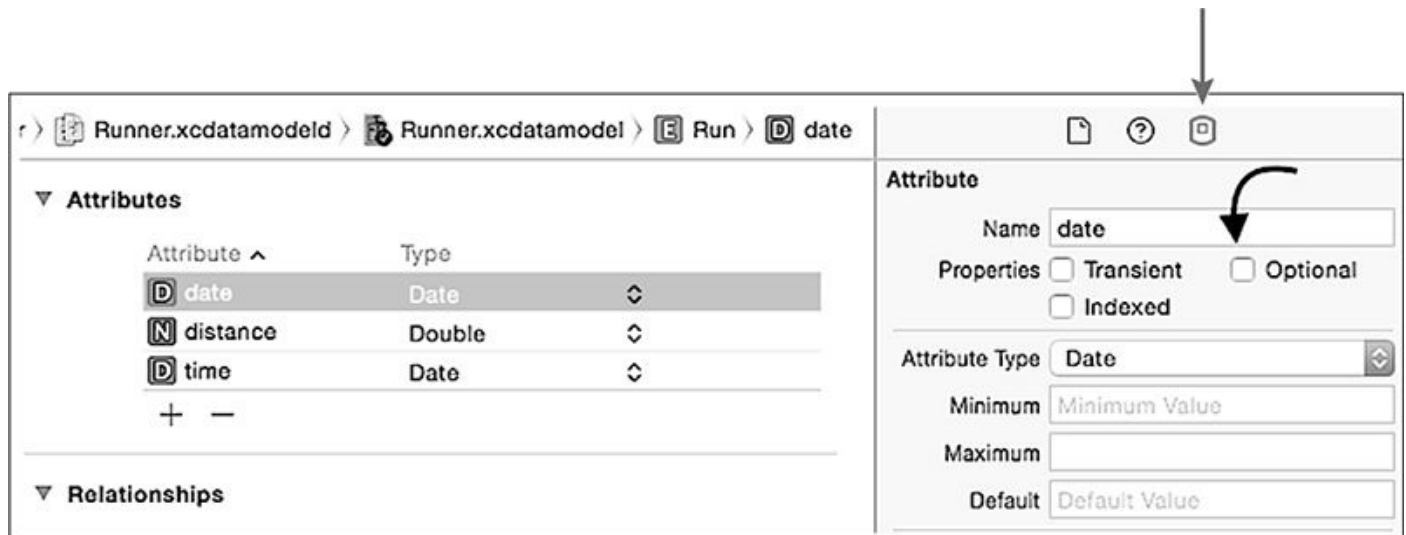 r 〉 Runner.xcdatamodeld 〉 Runner.xcdatamodel 〉 E Run 〉 D date
Attributes
Attribute Type
D date Date
N distance Double
D time Date
+ −
Relationships
?
Attribute
Name date
Properties Transient Optional
Indexed
Attribute Type Date
Minimum Minimum Value
Maximum
Default Default Value